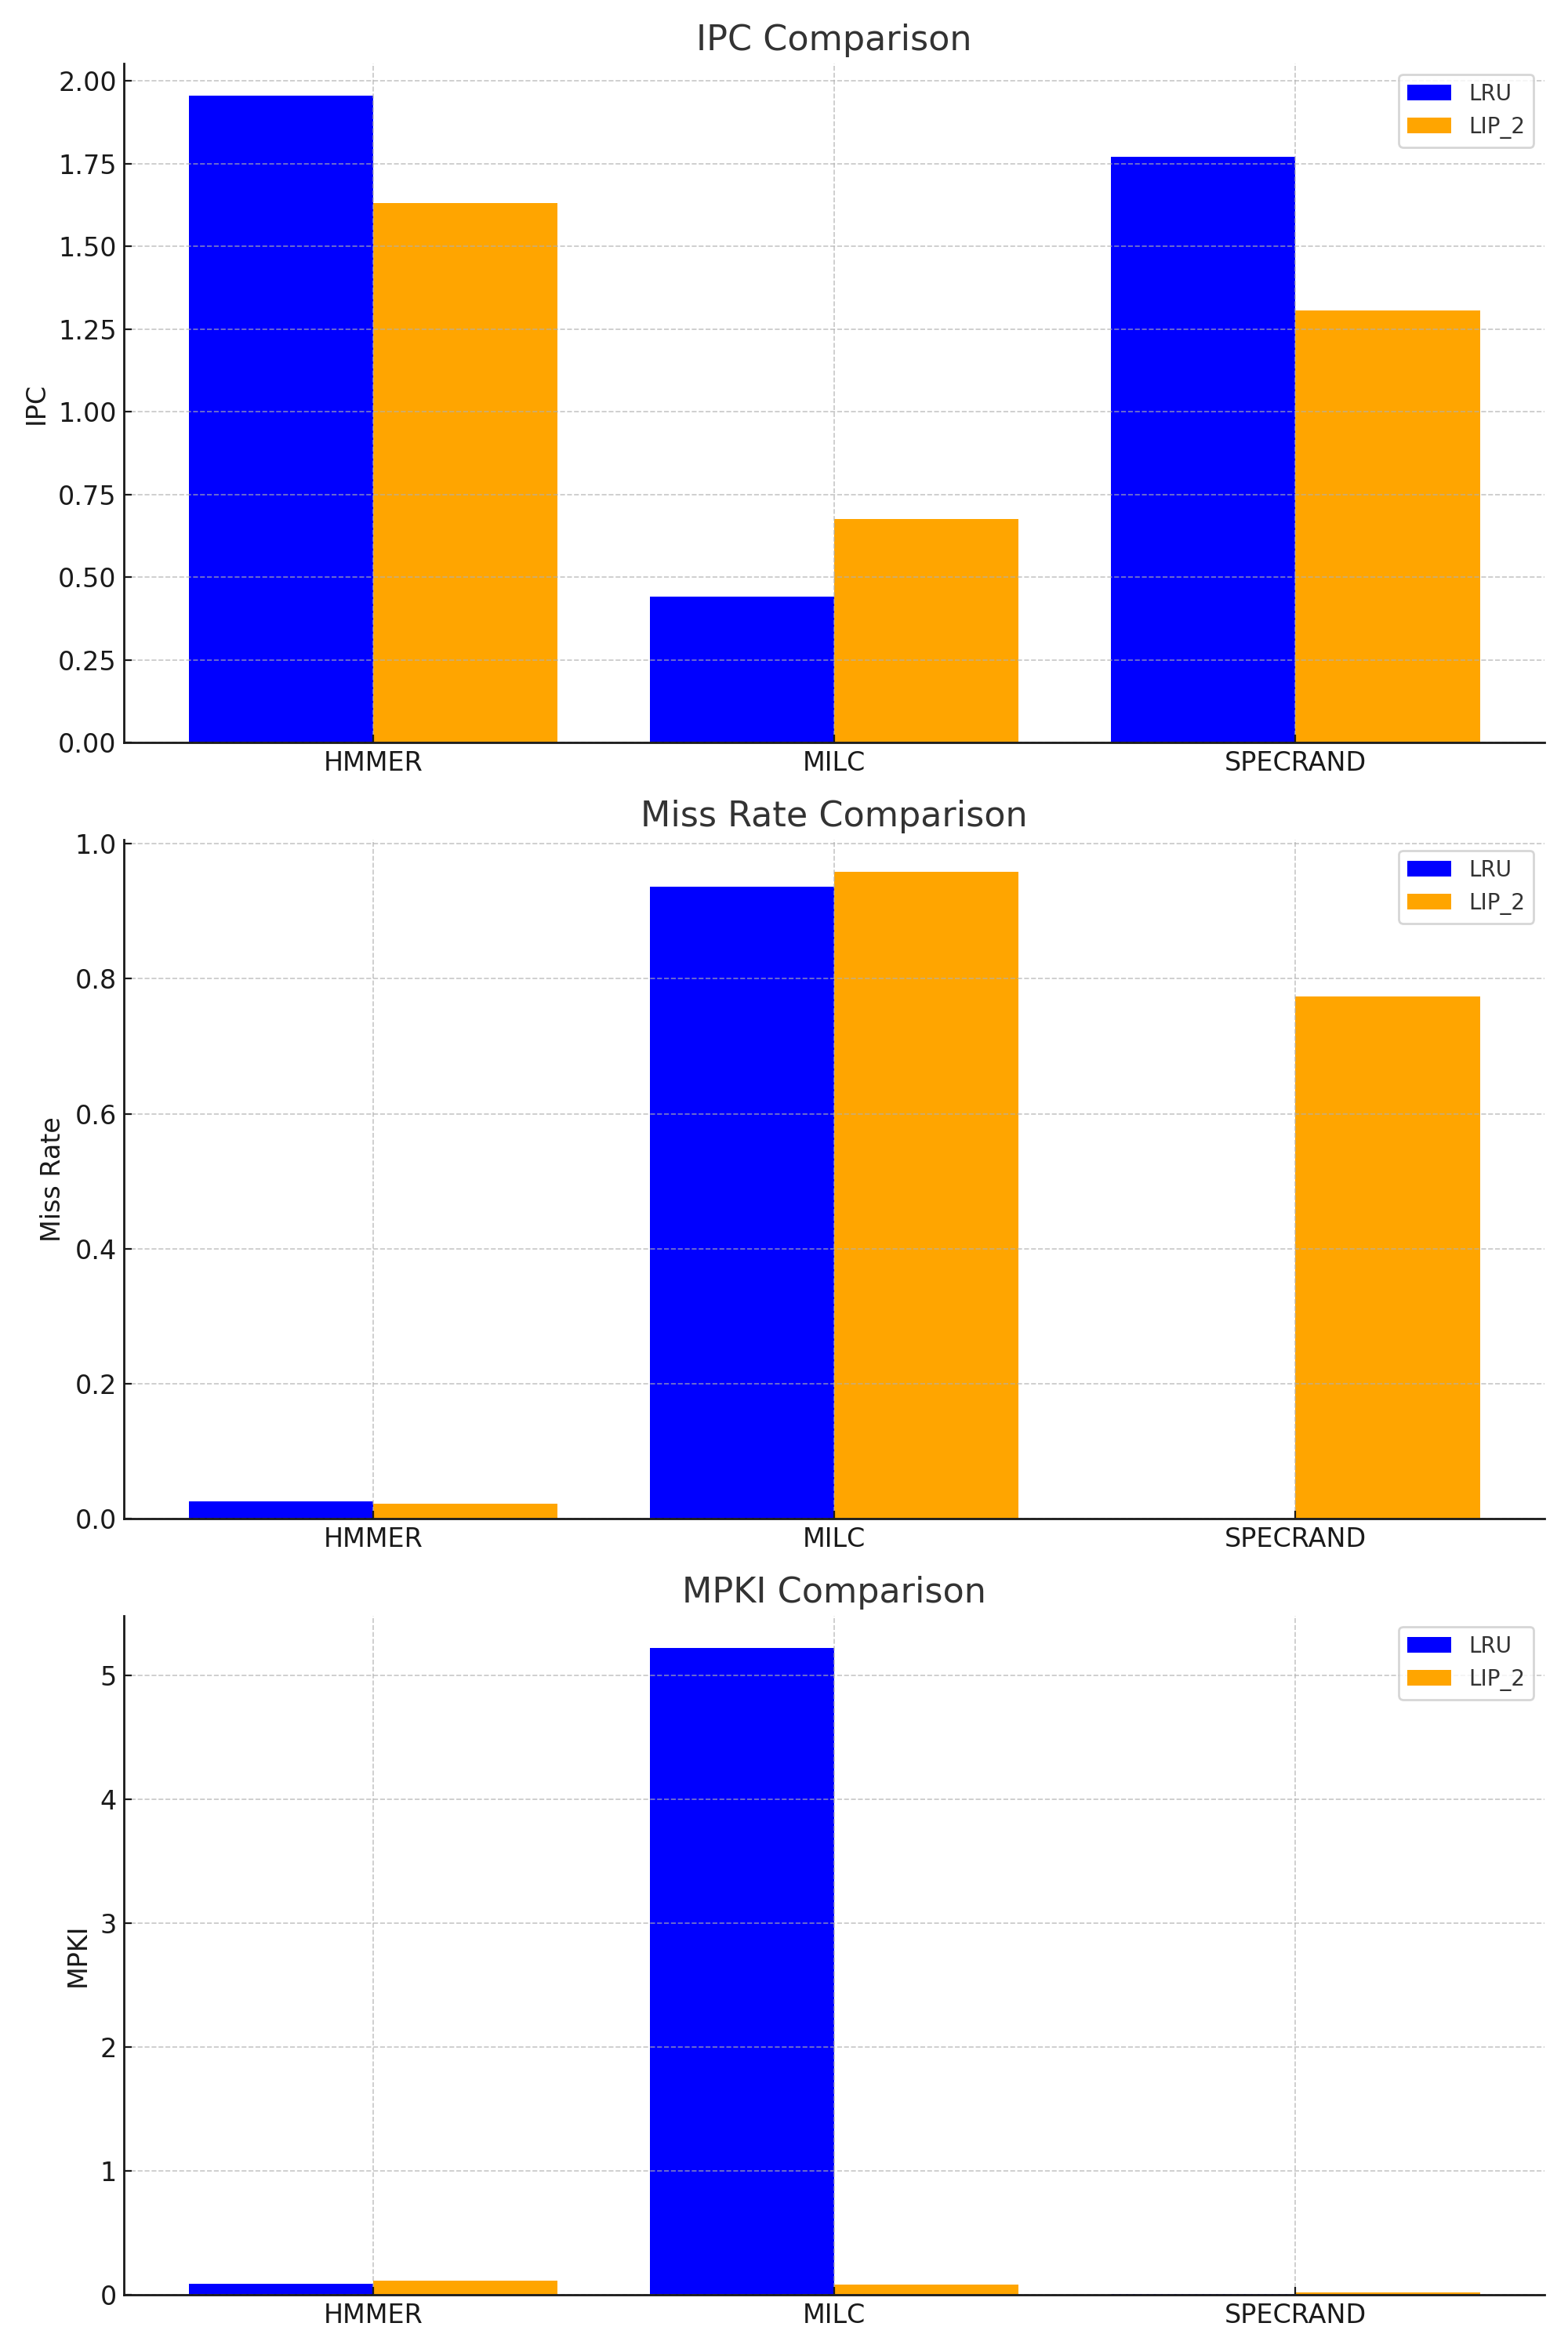 IPC Comparison
2.00
1.75
1.50
1.25
1.00
0.75
0.50
0.25
0.00
IPC
LRU
LIP_2
HMMER MILC SPECRAND
Miss Rate Comparison
1.0
0.8
0.6
0.4
0.2
0.0
Miss Rate
LRU
LIP_2
HMMER MILC SPECRAND
MPKI Comparison
5
4
3
2
1
0
MPKI
LRU
LIP_2
HMMER MILC SPECRAND